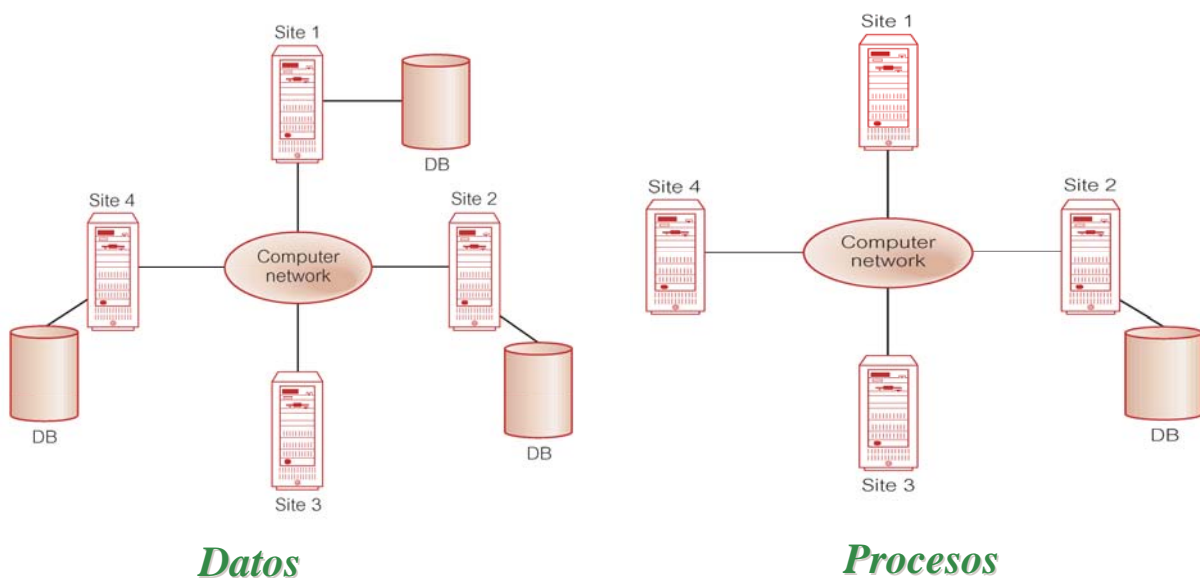 Site 1
DB
Site 4
Site 2
Computer
network
DB
DB
Site 3
Datos
Site 1
Site 4
Site 2
Computer
network
DB
Site 3
Procesos